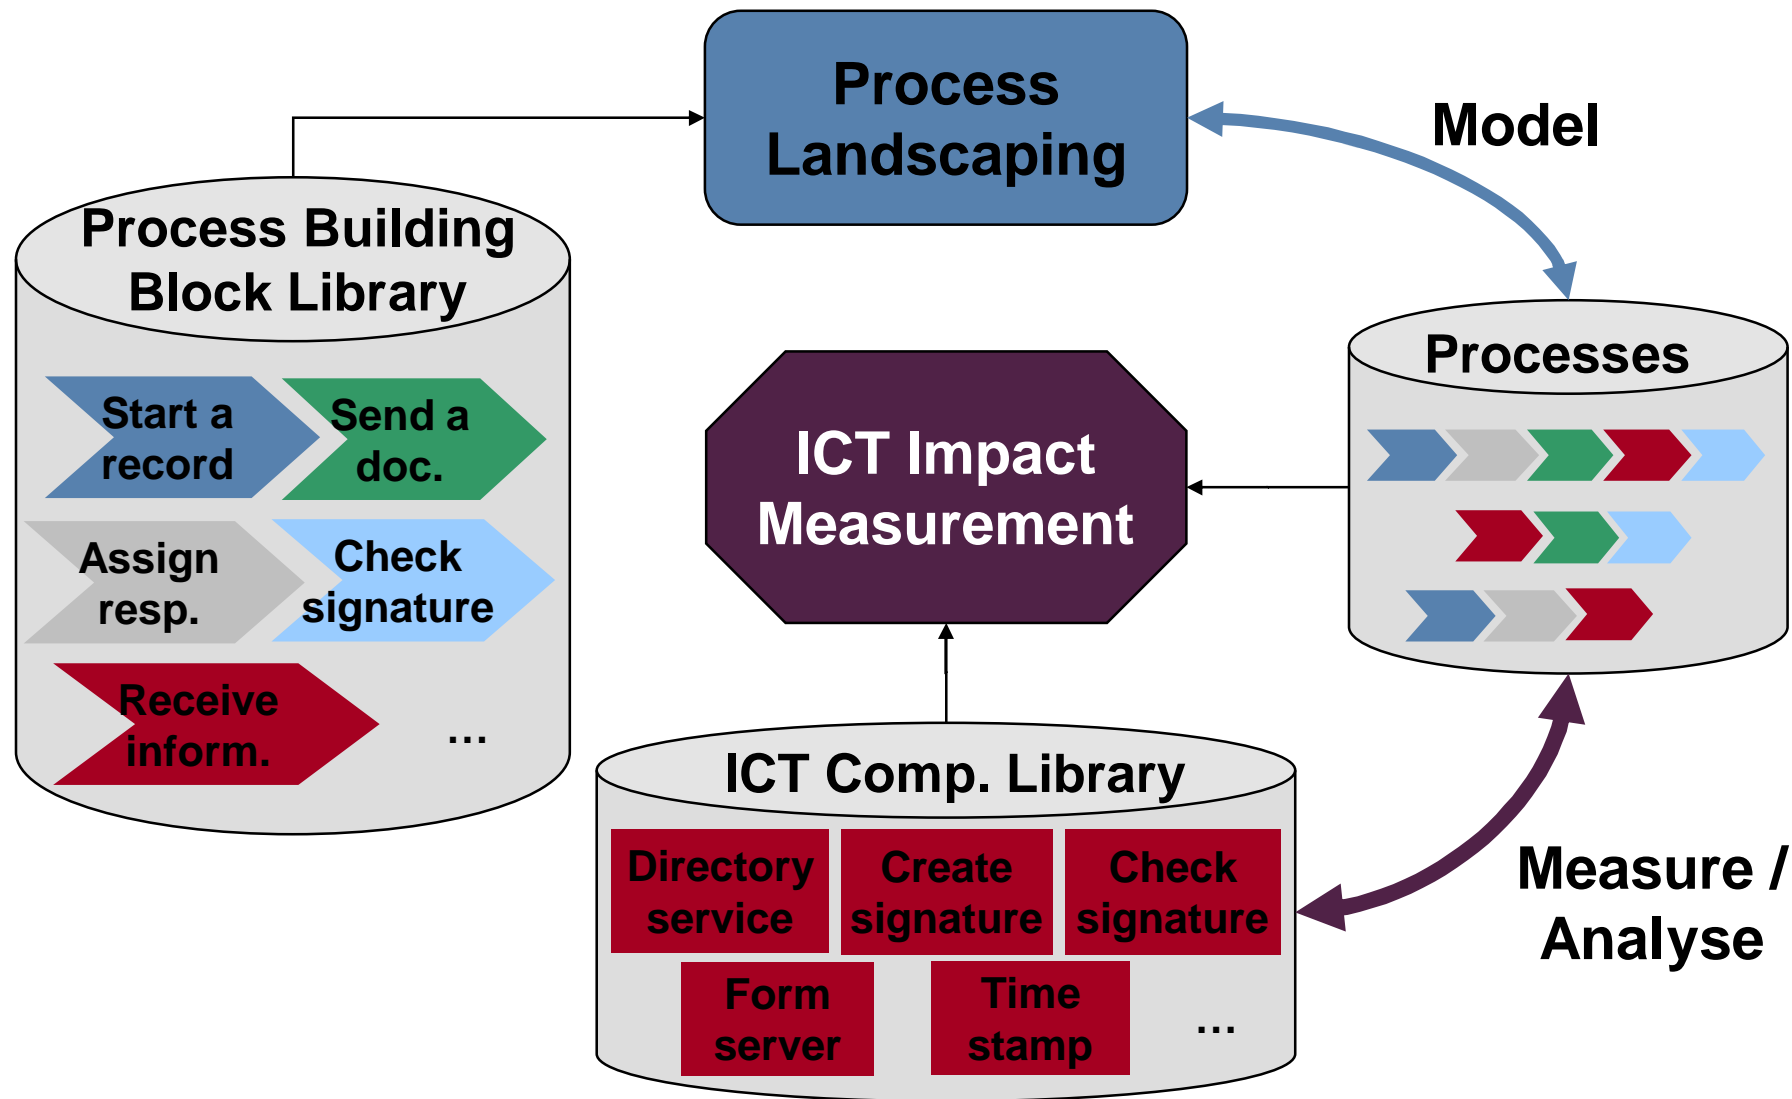 Process
Landscaping
Model
Process Building
Block Library
Start a
record
Send a
doc.
Assign
resp.
Check
signature
Receive
inform.
...
ICT Impact
Measurement
Processes
ICT Comp. Library
Directory
service
Create
signature
Check
signature
Form
server
Time
stamp
...
Measure /
Analyse